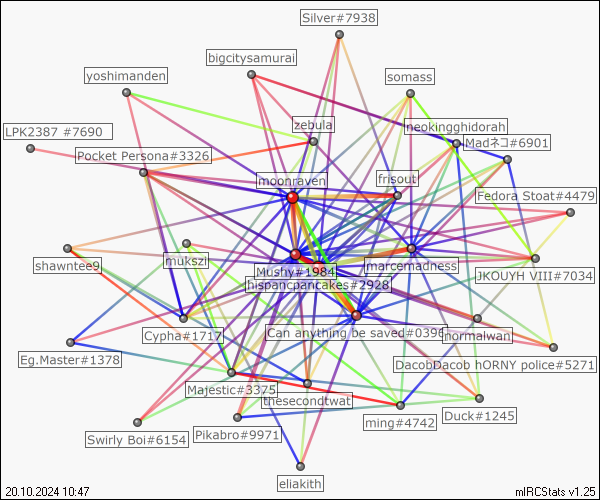 Silver#7938
bigcitysamurai
yoshimanden
somass
zebula
neokingghidorah
LPK2387 #7690
Madネコ#6901
Pocket Persona#3326
moonraven
frisout
Fedora Stoat#4479
shawntee9
mukszi
Mushy#1984
marcemadness
JKOUYH VIII#7034
hispanicpancakes#2928
Cypha#1717
Can anything be saved#0396
normalwan
Eg.Master#1378
DacobDacob hORNY police#5271
Majestic#3375
thesecondtwat
Duck#1245
Swirly Boi#6154
Pikabro#9971
ming#4742
eliakith
20.10.2024 10:47
mIRCStats v1.25